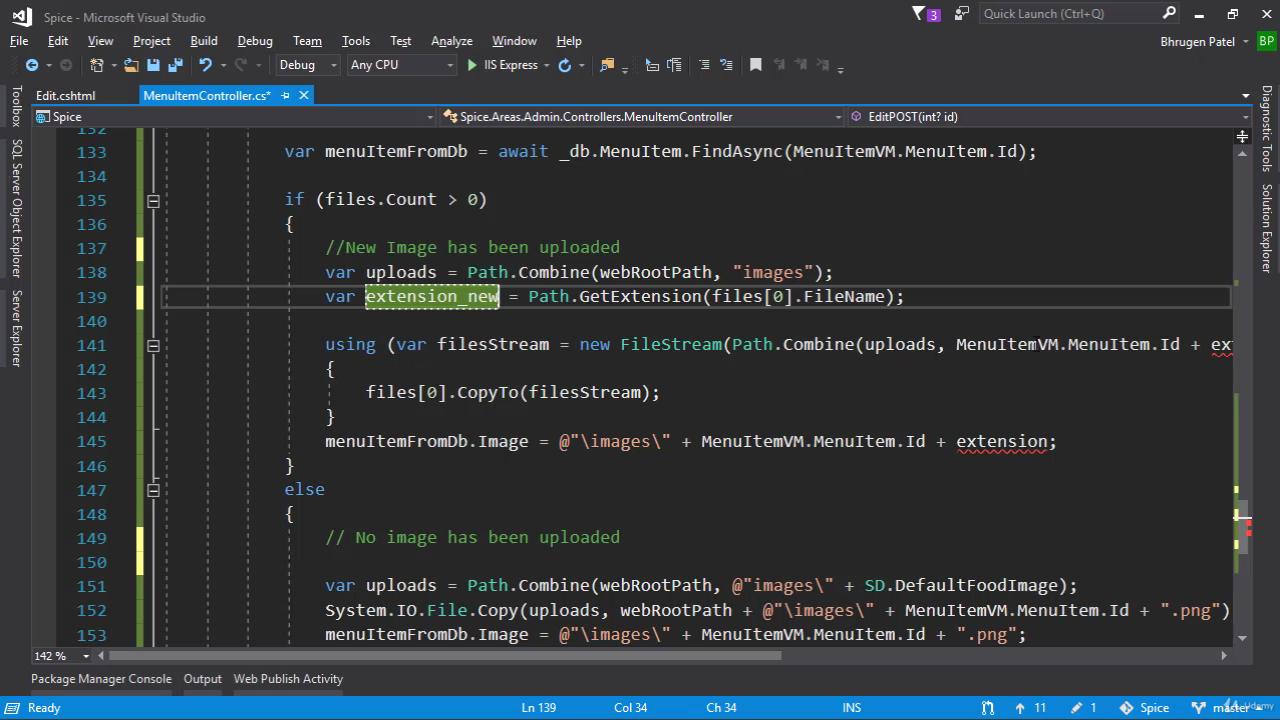 Spice - Microsoft Visual Studio
3
Quick Launch (Ctrl+Q)
File Edit View Project Build Debug Team Tools Test Analyze Window Help
Bhrugen Patel BP
Debug Any CPU IIS Express
Edit.cshtml MenuItemController.cs*
Spice Spice.Areas.Admin.Controllers.MenuItemController EditPOST(int? id)
Toolbox
SQL Server Object Explorer
Server Explorer
Diagnostic Tools
Solution Explorer
132
133 var menuItemFromDb = await _db.MenuItem.FindAsync(MenuItemVM.MenuItem.Id);
134
135 if (files.Count > 0)
136 {
137 //New Image has been uploaded
138 var uploads = Path.Combine(webRootPath, "images");
139 var extension_new = Path.GetExtension(files[0].FileName);
140
141 using (var filesStream = new FileStream(Path.Combine(uploads, MenuItemVM.MenuItem.Id + ex
142 {
143 files[0].CopyTo(filesStream);
144 }
145 menuItemFromDb.Image = @"\images\" + MenuItemVM.MenuItem.Id + extension;
146 }
147 else
148 {
149 // No image has been uploaded
150
151 var uploads = Path.Combine(webRootPath, @"images\" + SD.DefaultFoodImage);
152 System.IO.File.Copy(uploads, webRootPath + @"\images\" + MenuItemVM.MenuItem.Id + ".png")
153 menuItemFromDb.Image = @"\images\" + MenuItemVM.MenuItem.Id + ".png";
142 %
Package Manager Console Output Web Publish Activity
Ready Ln 139 Col 34 Ch 34 INS 11 1 Spice master
Udemy